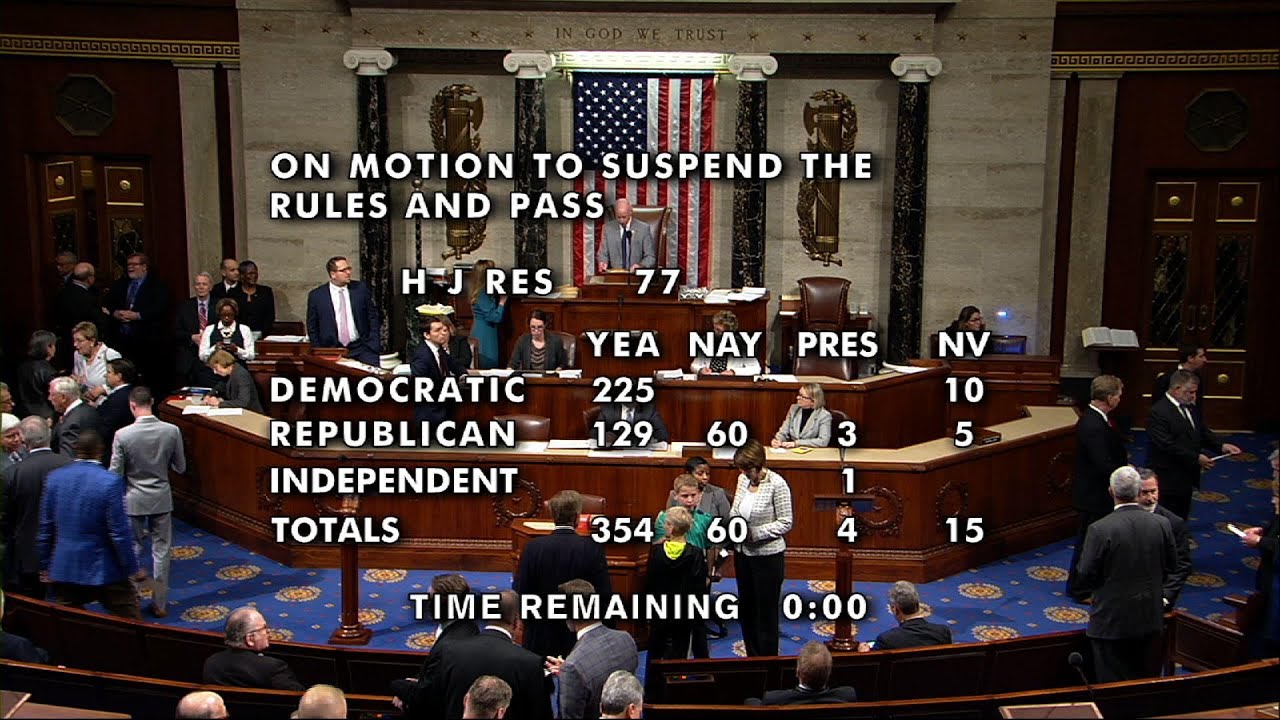 IN GOD WE TRUST
ON MOTION TO SUSPEND THE
RULES AND PASS
H J RES 77
YEA NAY PRES NV
DEMOCRATIC 225 10
REPUBLICAN 129 60 3 5
INDEPENDENT 1
TOTALS 354 60 4 15
TIME REMAINING 0:00